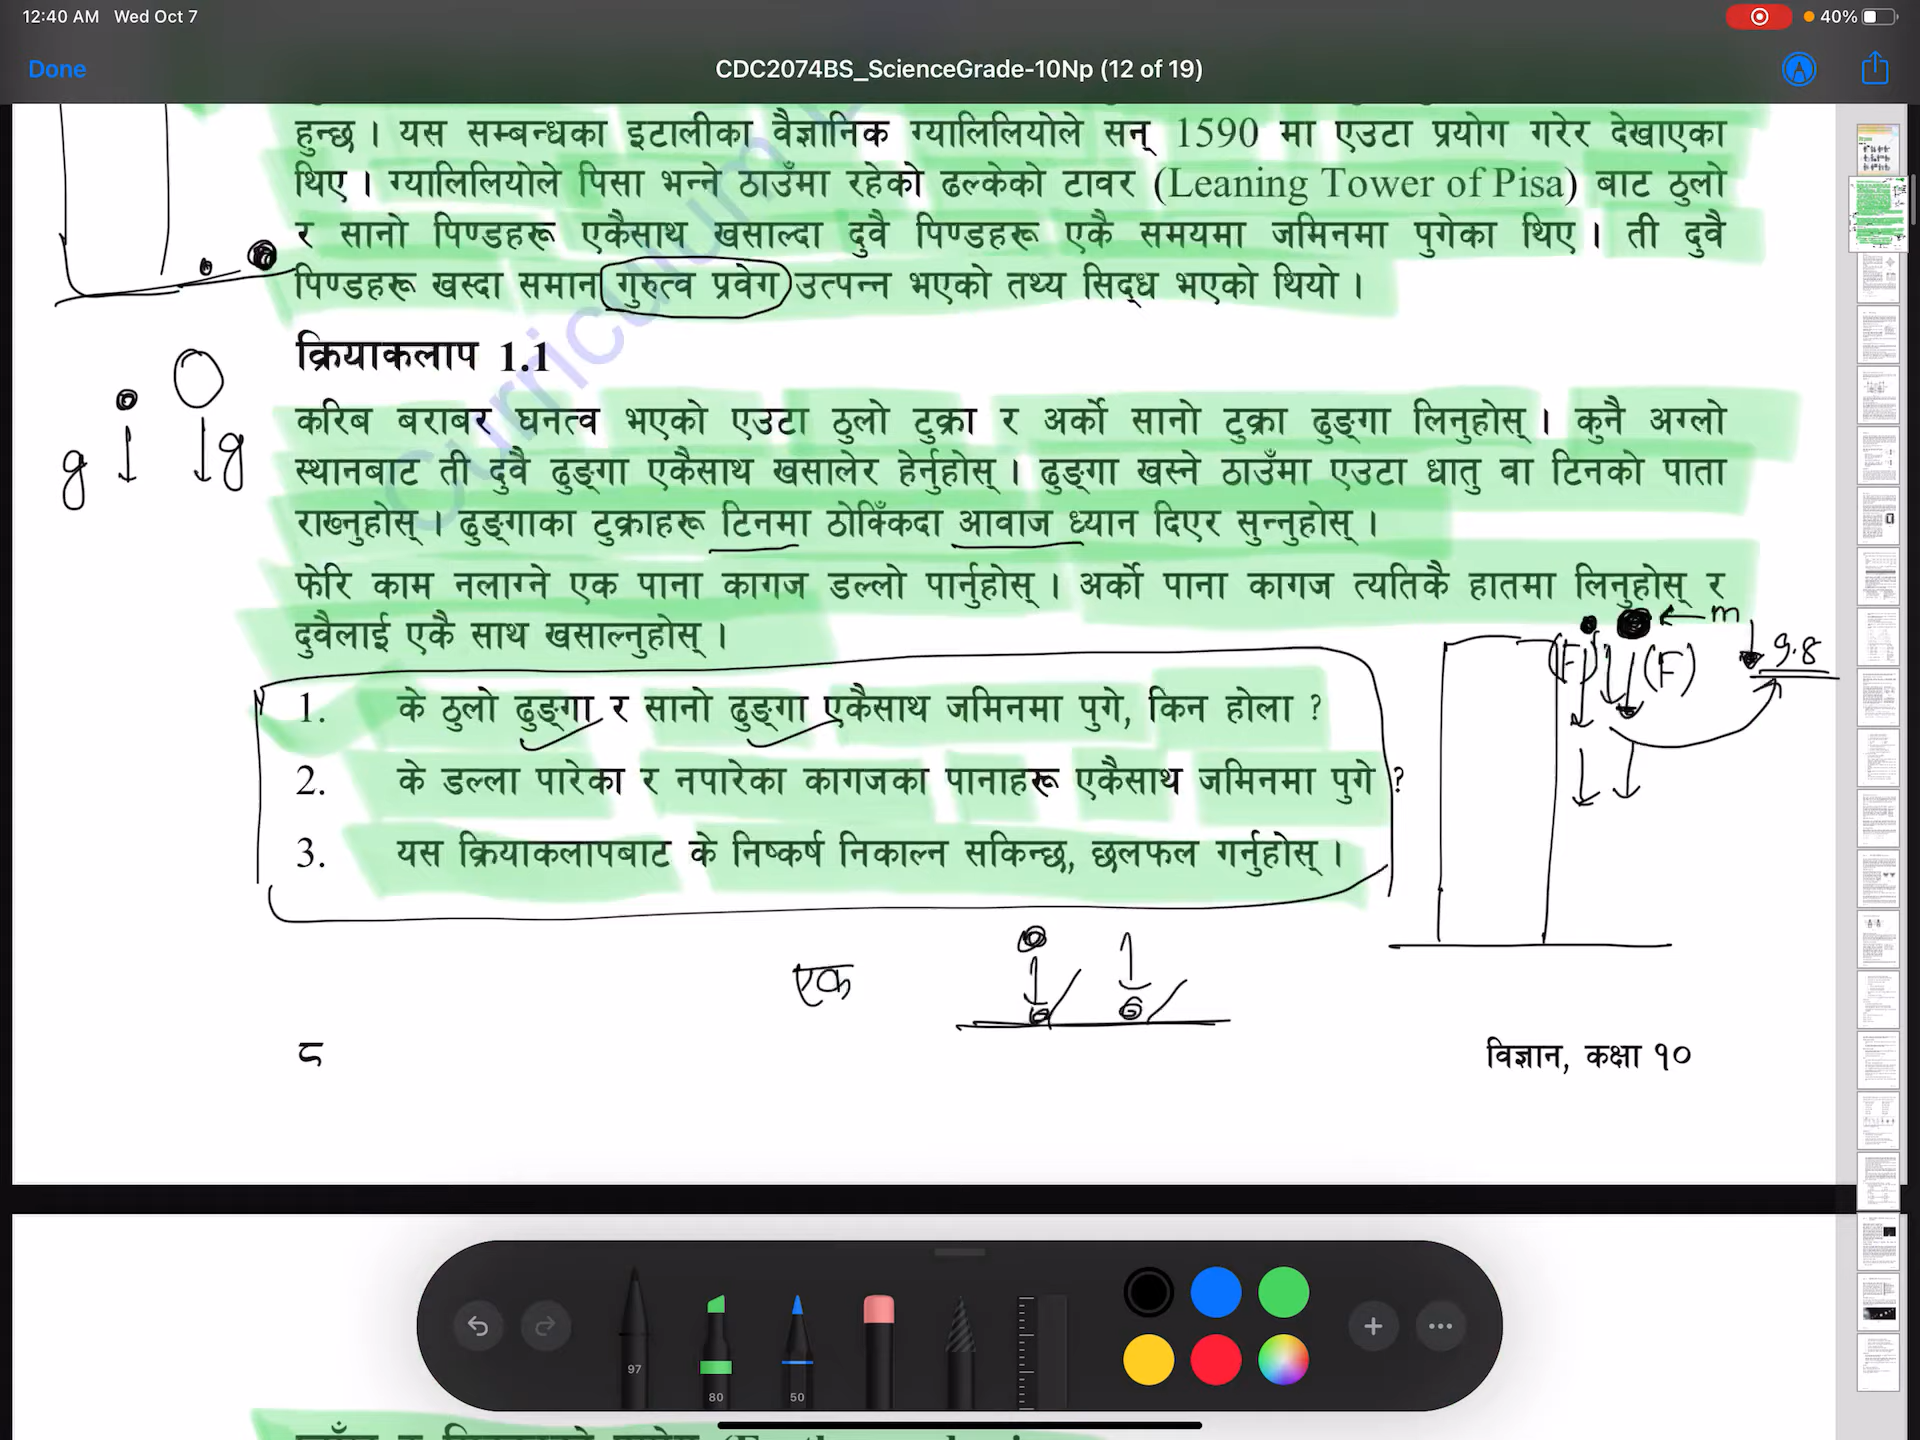 12:40 AM Wed Oct 7
40%
Done
CDC2074BS_ScienceGrade-10Np (12 of 19)
हुन्छ । यस सम्बन्धका इटालीका वैज्ञानिक ग्यालिलियोले सन् 1590 मा एउटा प्रयोग गरेर देखाएका
थिए । ग्यालिलियोले पिसा भन्ने ठाउँमा रहेको ढल्केको टावर (Leaning Tower of Pisa) बाट ठुलो
र सानो पिण्डहरू एकैसाथ खसाल्दा दुवै पिण्डहरू एकै समयमा जमिनमा पुगेका थिए । ती दुवै
पिण्डहरू खस्दा समान गुरुत्व प्रवेग उत्पन्न भएको तथ्य सिद्ध भएको थियो ।
क्रियाकलाप 1.1
करिब बराबर घनत्व भएको एउटा ठुलो टुक्रा र अर्को सानो टुक्रा ढुङ्गा लिनुहोस् । कुनै अग्लो
स्थानबाट ती दुवै ढुङ्गा एकैसाथ खसालेर हेर्नुहोस् । ढुङ्गा खस्ने ठाउँमा एउटा धातु वा टिनको पाता
g g
राख्नुहोस् । ढुङ्गाका टुक्राहरू टिनमा ठोक्किँदा आवाज ध्यान दिएर सुन्नुहोस् ।
फेरि काम नलाग्ने एक पाना कागज डल्लो पार्नुहोस् । अर्को पाना कागज त्यतिकै हातमा लिनुहोस् र
दुवैलाई एकै साथ खसाल्नुहोस् ।
m
(F) (F) 9.8
1. के ठुलो ढुङ्गा र सानो ढुङ्गा एकैसाथ जमिनमा पुगे, किन होला ?
2. के डल्ला पारेका र नपारेका कागजका पानाहरू एकैसाथ जमिनमा पुगे ?
3. यस क्रियाकलापबाट के निष्कर्ष निकाल्न सकिन्छ, छलफल गर्नुहोस् ।
एक
८
विज्ञान, कक्षा १०
Curriculum
97
80
50